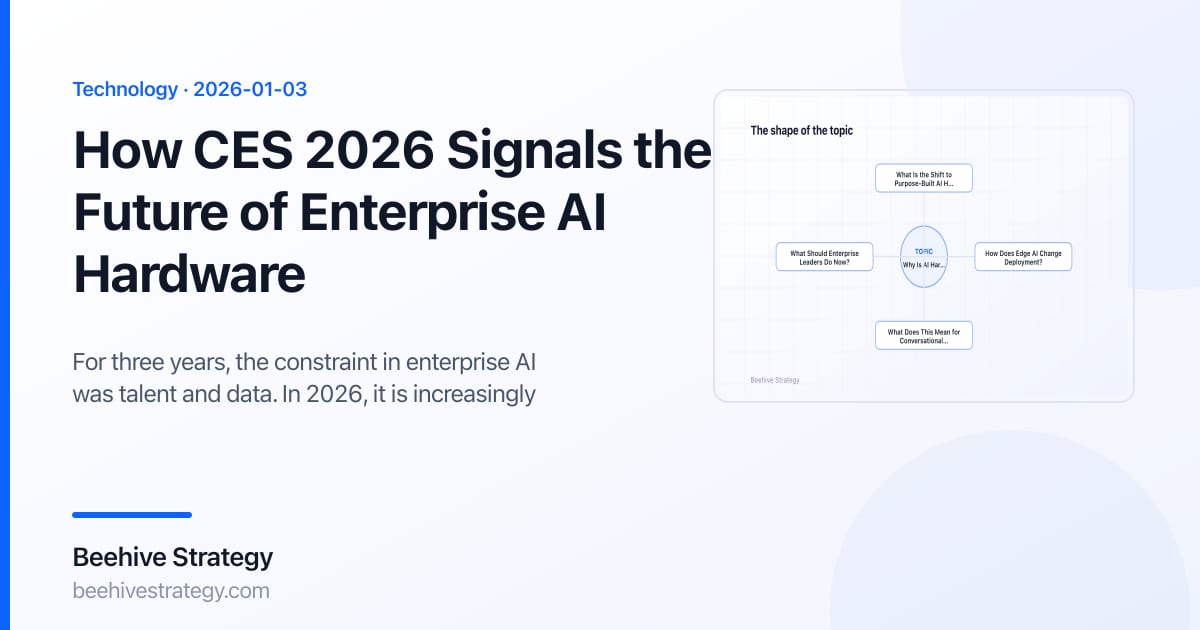 Technology · 2026-01-03
How CES 2026 Signals the
Future of Enterprise AI
Hardware
For three years, the constraint in enterprise AI
was talent and data. In 2026, it is increasingly
Beehive Strategy
beehivestrategy.com
The shape of the topic
What Is the Shift to
Purpose-Built AI H...
What Should Enterprise
Leaders Do Now?
TOPIC
Why Is AI Har...
How Does Edge AI Change
Deployment?
What Does This Mean for
Conversational...
Beehive Strategy